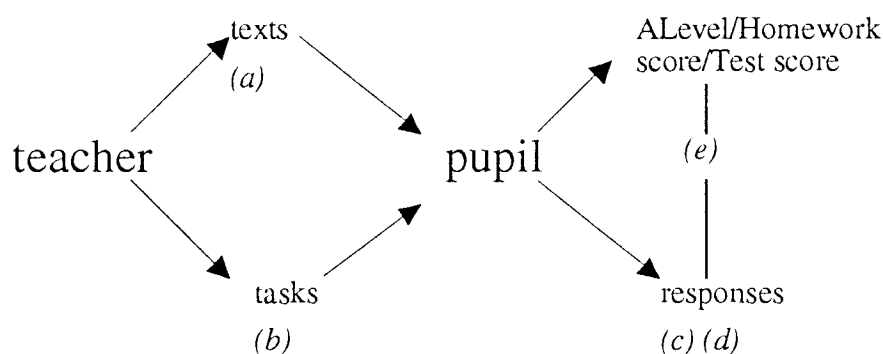 texts
(a)
ALevel/Homework
score/Test score
teacher
pupil
(e)
tasks
(b)
responses
(c) (d)